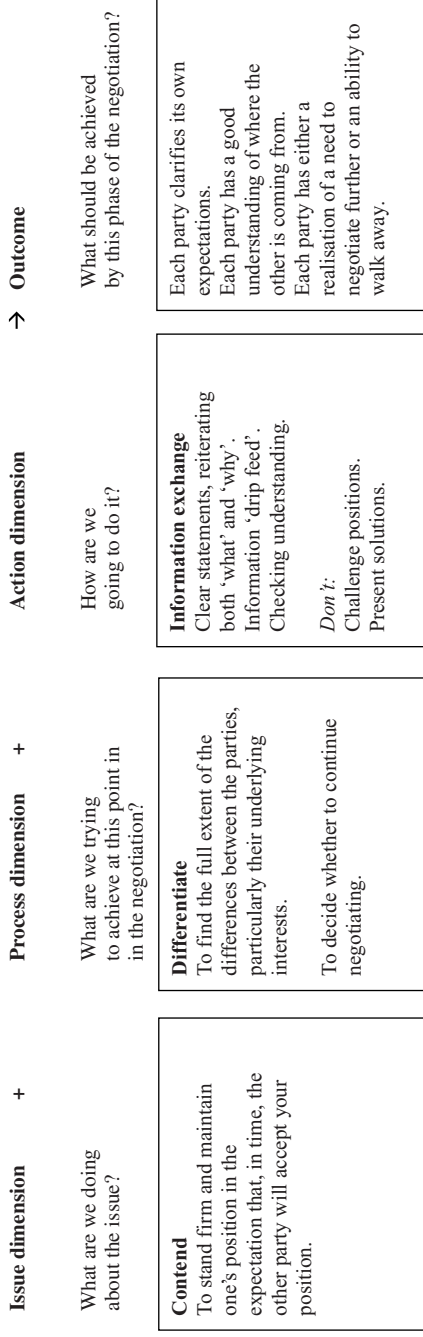 Issue dimension + Process dimension + Action dimension → Outcome
What are we doing
about the issue?
What are we trying
to achieve at this point in
in the negotiation?
How are we
going to do it?
What should be achieved
by this phase of the negotiation?
Contend
To stand firm and maintain
one’s position in the
expectation that, in time, the
other party will accept your
position.
Differentiate
To find the full extent of the
differences between the parties,
particularly their underlying
interests.
To decide whether to continue
negotiating.
Information exchange
Clear statements, reiterating
both ‘what’ and ‘why’.
Information ‘drip feed’.
Checking understanding.
Don’t:
Challenge positions.
Present solutions.
Each party clarifies its own
expectations.
Each party has a good
understanding of where the
other is coming from.
Each party has either a
realisation of a need to
negotiate further or an ability to
walk away.